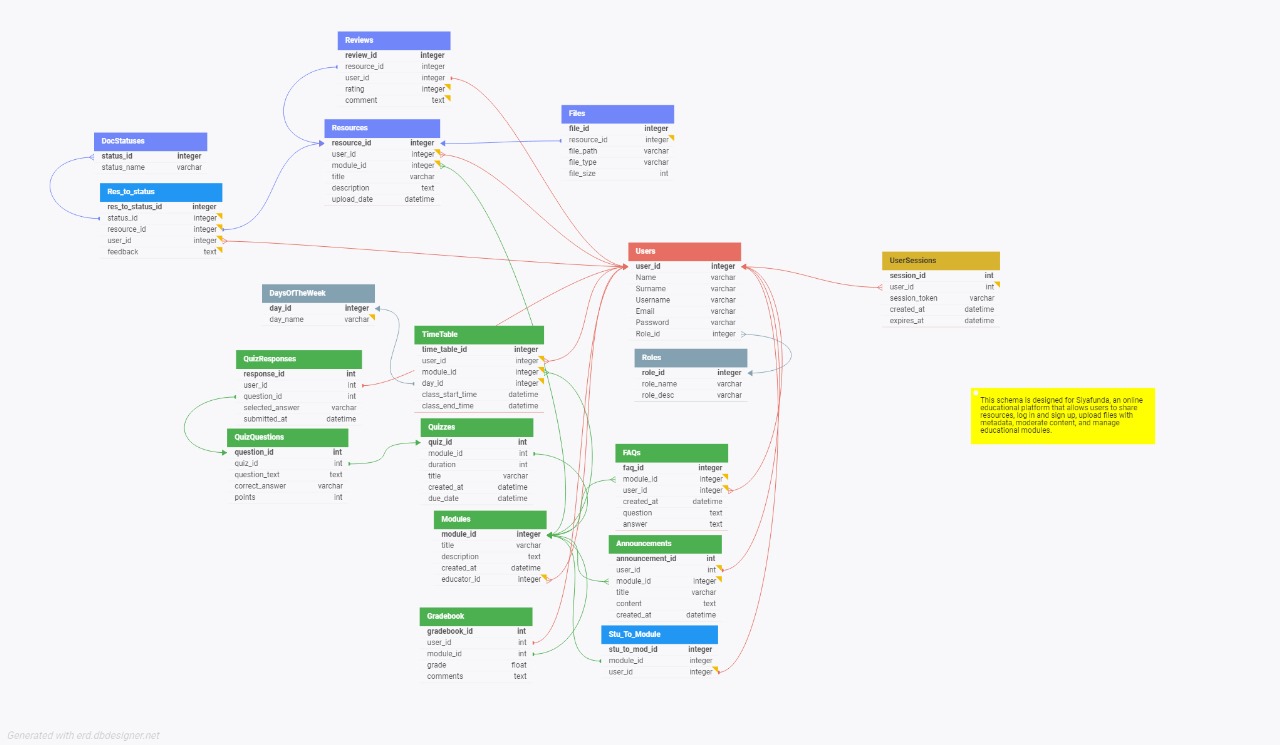 Reviews
review_id integer
resource_id integer
user_id integer
rating integer
comment text
Files
file_id integer
resource_id integer
file_path varchar
file_type varchar
file_size int
Resources
resource_id integer
user_id integer
module_id integer
title varchar
description text
upload_date datetime
DocStatuses
status_id integer
status_name varchar
Res_to_status
res_to_status_id integer
status_id integer
resource_id integer
user_id integer
feedback text
Users
user_id integer
Name varchar
Surname varchar
Username varchar
Email varchar
Password varchar
Role_id integer
UserSessions
session_id int
user_id int
session_token varchar
created_at datetime
expires_at datetime
DaysOfTheWeek
day_id integer
day_name varchar
TimeTable
time_table_id integer
user_id integer
module_id integer
day_id integer
class_start_time datetime
class_end_time datetime
Roles
role_id integer
role_name varchar
role_desc varchar
QuizResponses
response_id int
user_id int
question_id int
selected_answer varchar
submitted_at datetime
This schema is designed for Siyafunda, an online
educational platform that allows users to share
resources, log in and sign up, upload files with
metadata, moderate content, and manage
educational modules.
QuizQuestions
question_id int
quiz_id int
question_text text
correct_answer varchar
points int
Quizzes
quiz_id int
module_id int
duration int
title varchar
created_at datetime
due_date datetime
FAQs
faq_id integer
module_id integer
user_id integer
created_at datetime
question text
answer text
Modules
module_id integer
title varchar
description text
created_at datetime
educator_id integer
Announcements
announcement_id int
user_id int
module_id integer
title varchar
content text
created_at datetime
Gradebook
gradebook_id int
user_id int
module_id int
grade float
comments text
Stu_To_Module
stu_to_mod_id integer
module_id integer
user_id integer
Generated with erd.dbdesigner.net